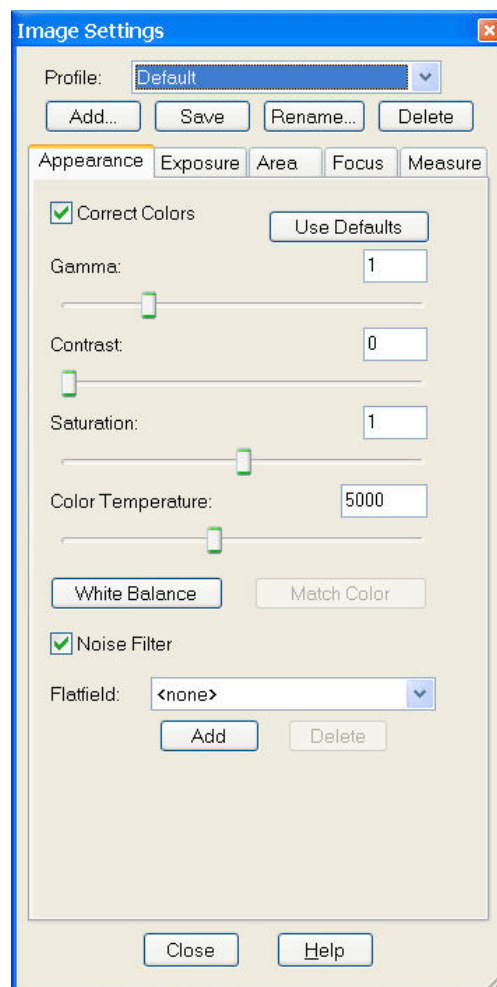 Image Settings
Profile: Default
Add... Save Rename... Delete
Appearance Exposure Area Focus Measure
Correct Colors Use Defaults
Gamma: 1
Contrast: 0
Saturation: 1
Color Temperature: 5000
White Balance Match Color
Noise Filter
Flatfield: <none>
Add Delete
Close Help